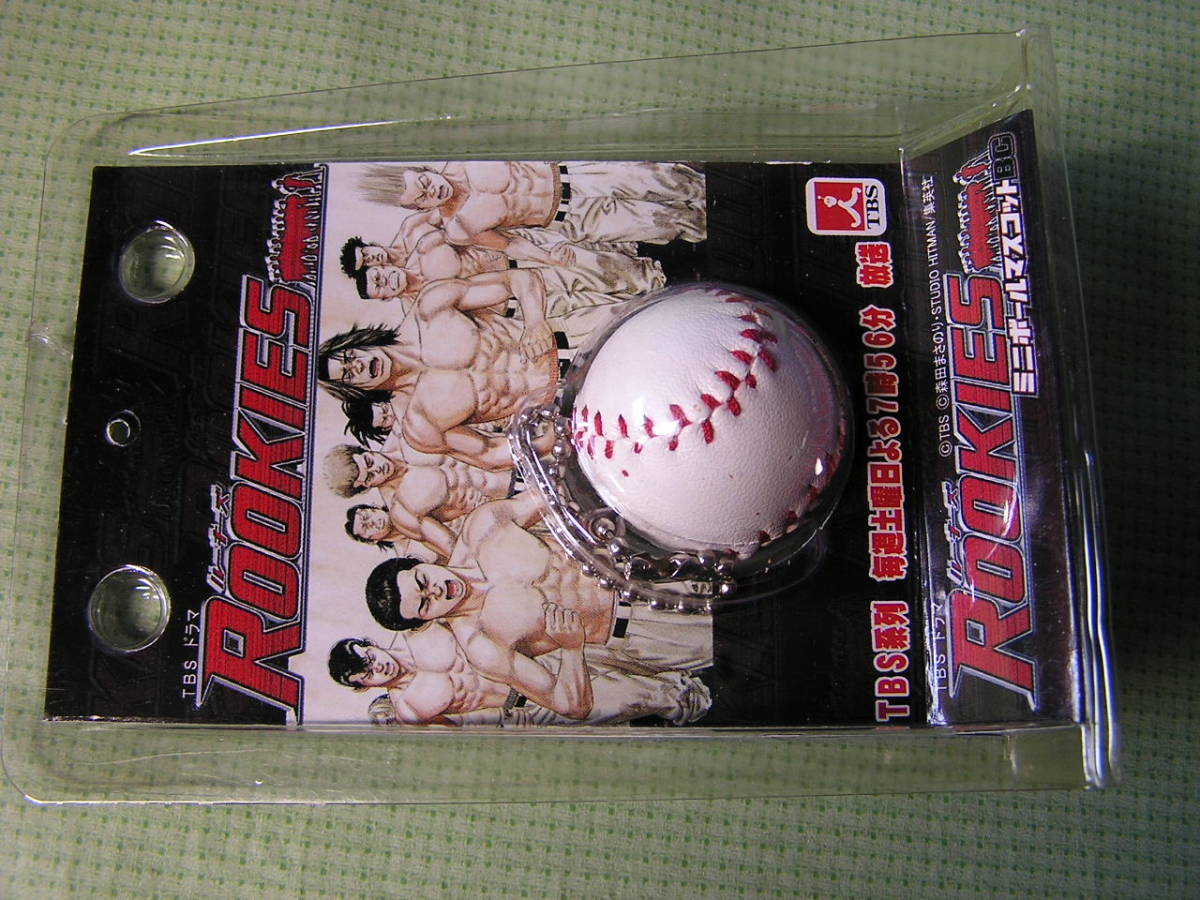 TBS ドラマ
ルーキーズ
ROOKIES
TBS
TBS系列 毎週土曜日よる7時56分 放送
TBS ドラマ
ルーキーズ
ROOKIES
ミニボールマスコットBC
©TBS ©森田まさのり・STUDIO HITMAN/集英社